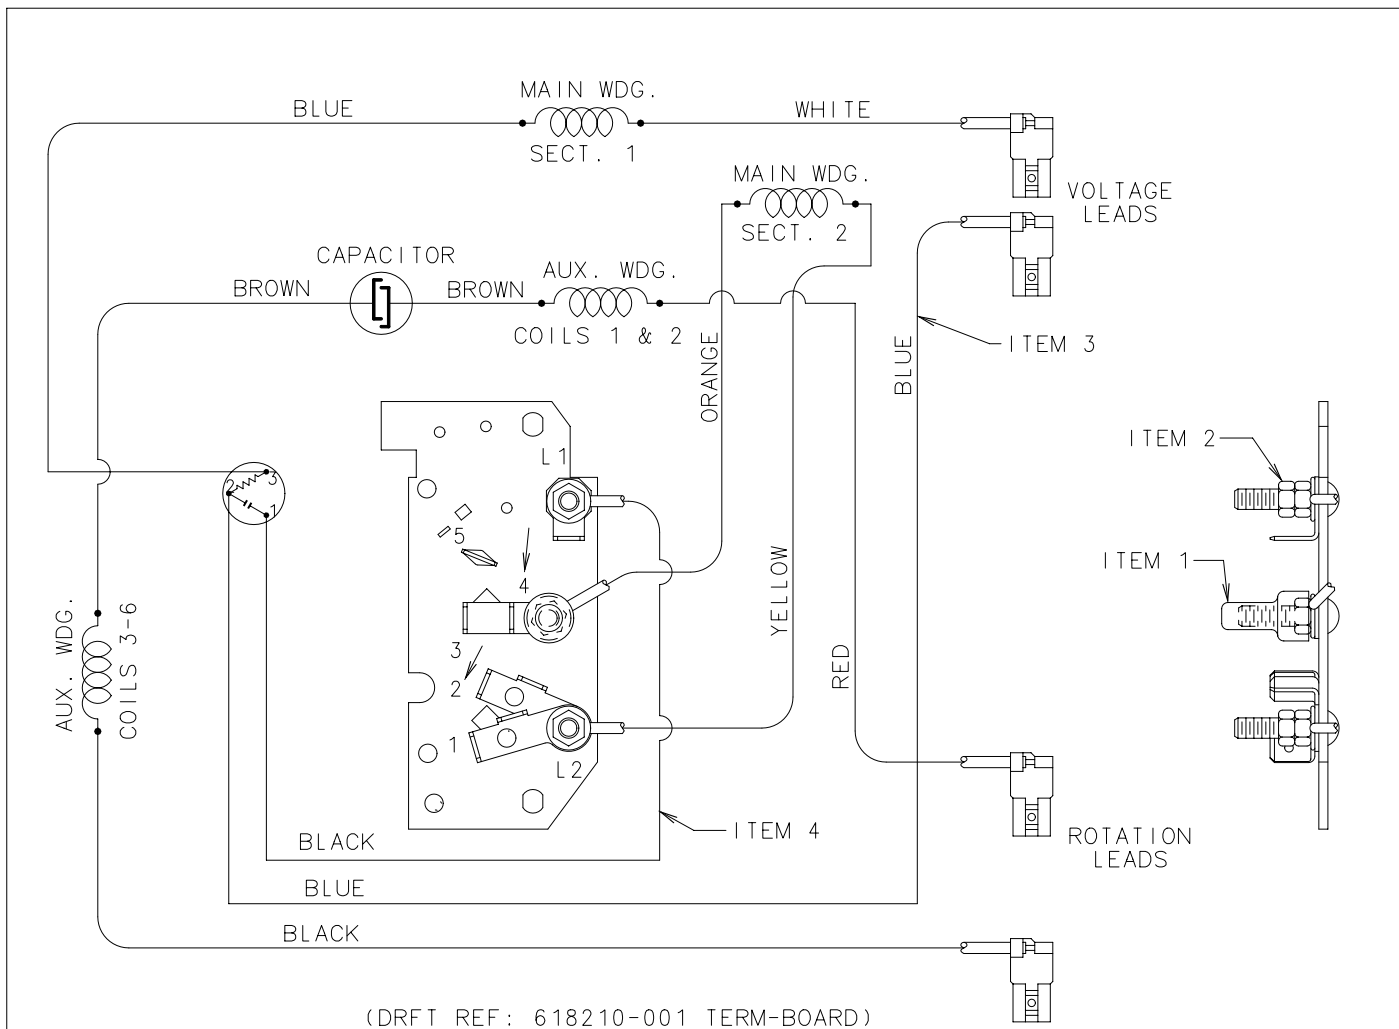 MAIN WDG.
BLUE
WHITE
SECT. 1
MAIN WDG.
VOLTAGE
LEADS
SECT. 2
CAPACITOR
AUX. WDG.
BROWN
BROWN
COILS 1 & 2
ITEM 3
ORANGE
BLUE
ITEM 2
L1
3
2
1
5
ITEM 1
4
YELLOW
AUX. WDG.
COILS 3-6
3
RED
2
1
L2
ITEM 4
ROTATION
LEADS
BLACK
BLUE
BLACK
(DRFT REF: 618210-001 TERM-BOARD)